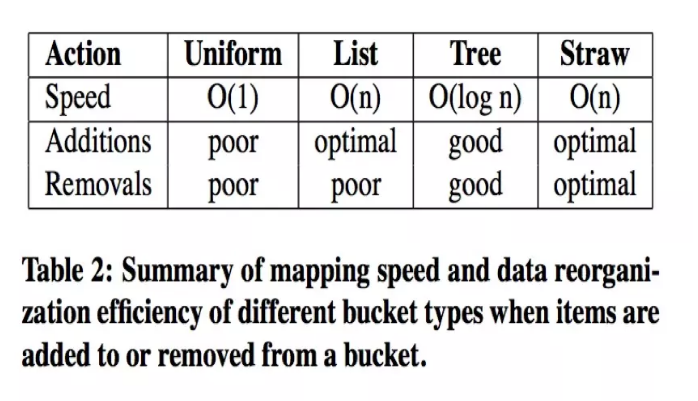 Action Uniform List Tree Straw
Speed O(1) O(n) O(log n) O(n)
Additions poor optimal good optimal
Removals poor poor good optimal
Table 2: Summary of mapping speed and data reorgani-
zation efficiency of different bucket types when items are
added to or removed from a bucket.